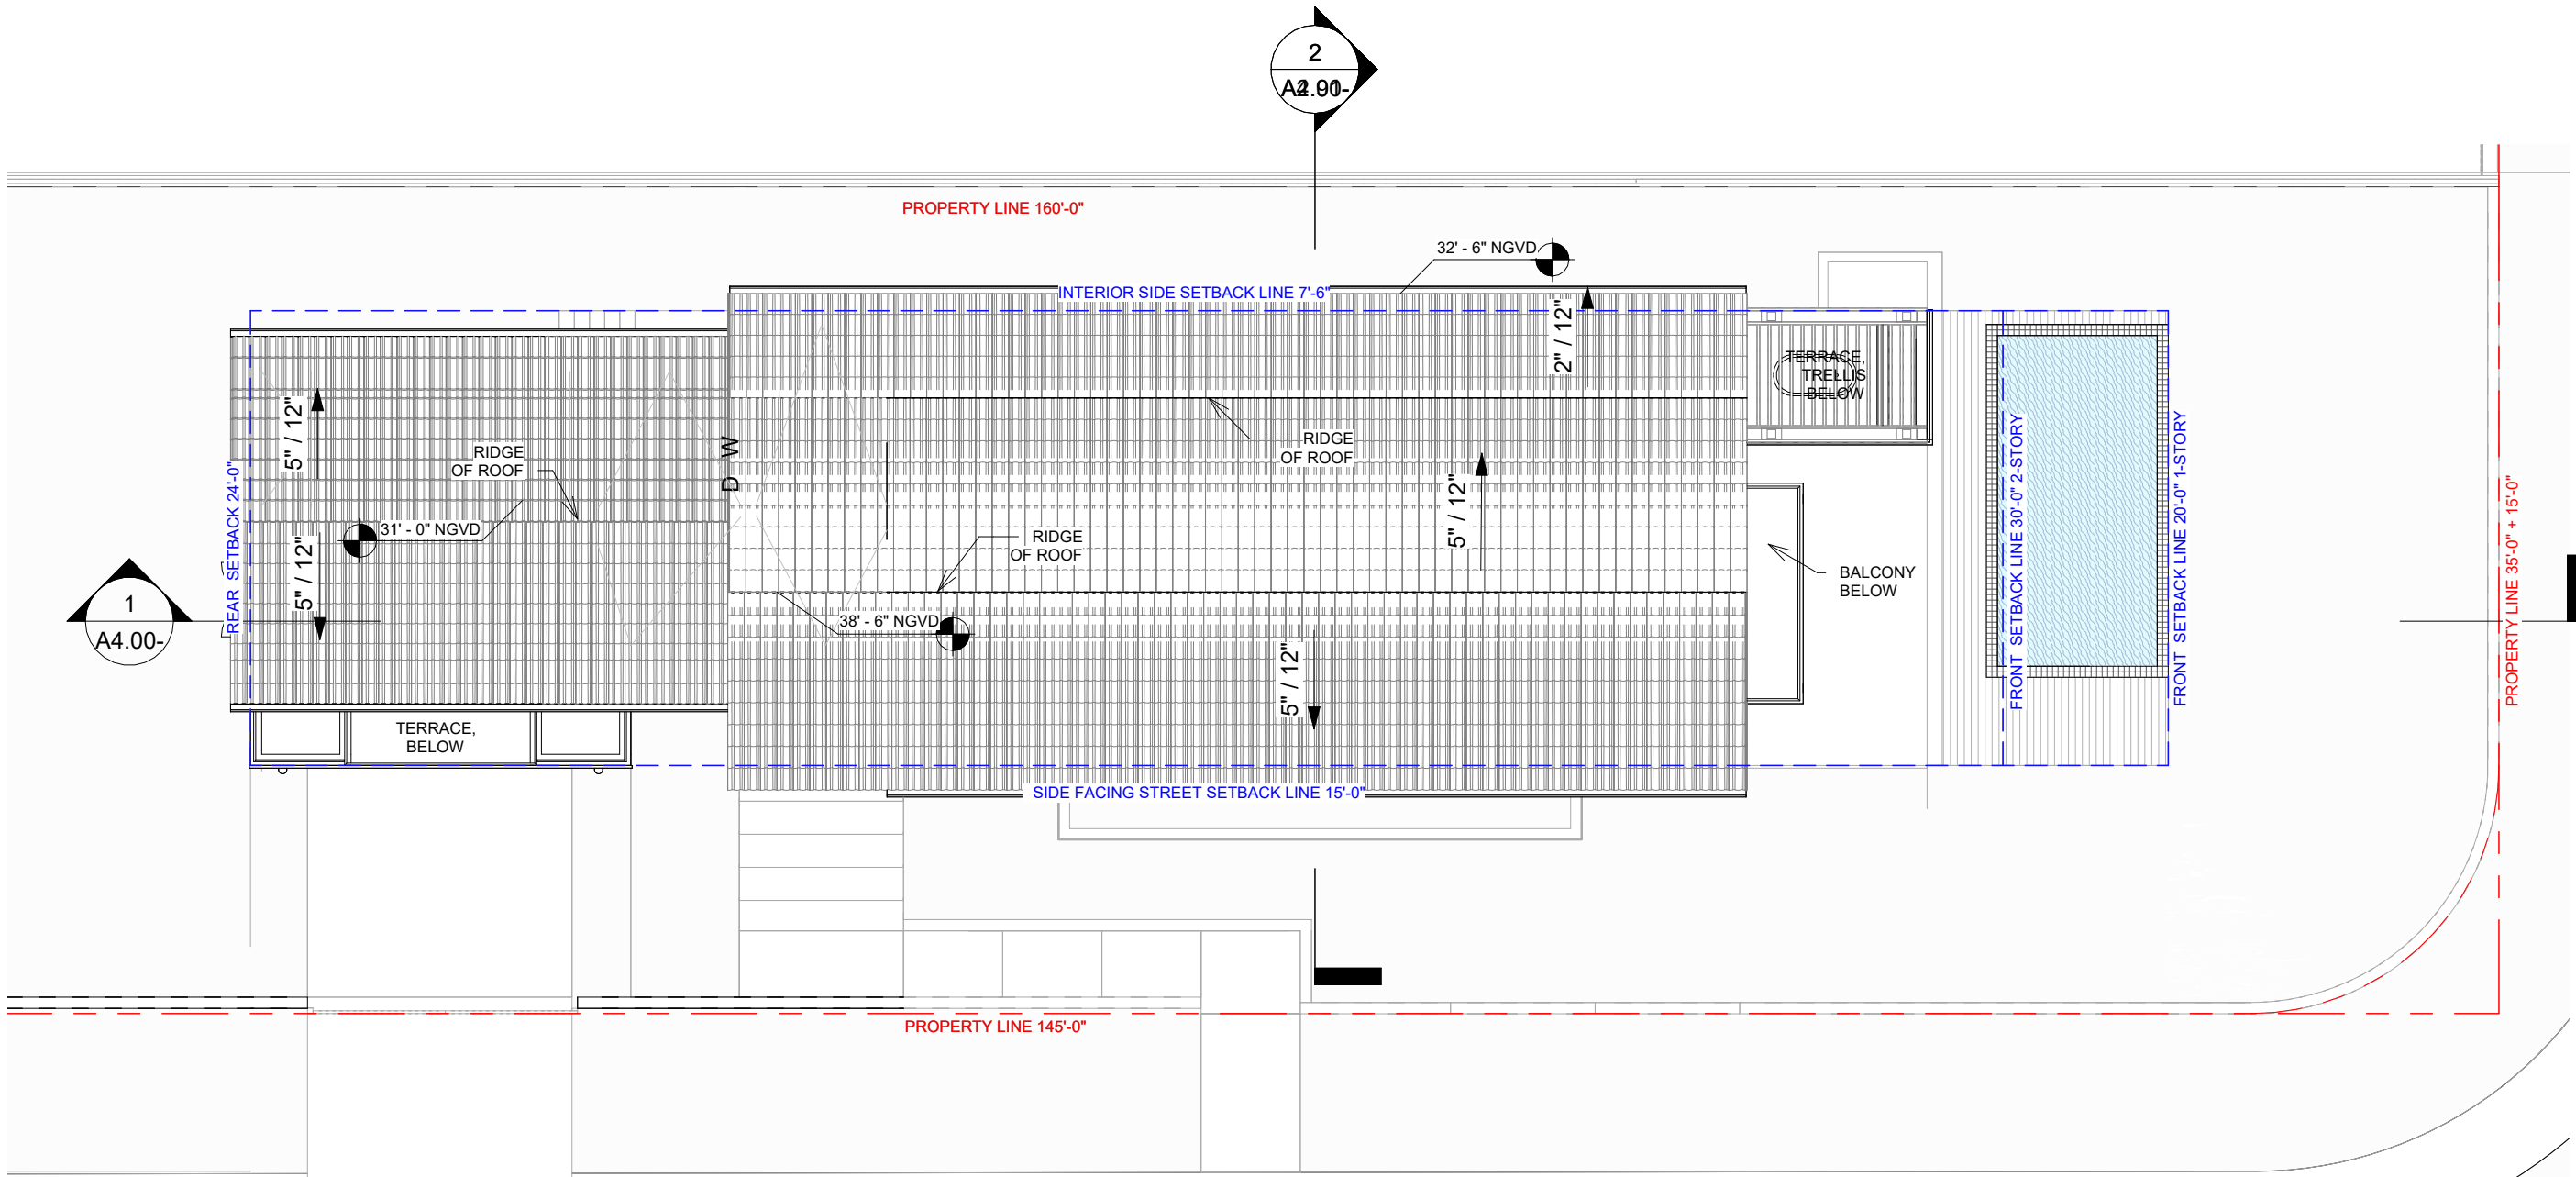 2
PROPERTY LINE 160'-0"
32' - 6" NGVD
INTERIOR SIDE SETBACK LINE 7'-6"
2" / 12"
TERRACE,
TRELLIS
BELOW
5" / 12"
RIDGE
OF ROOF
D W
RIDGE
OF ROOF
5" / 12"
REAR SETBACK 24'-0"
31' - 0" NGVD
5" / 12"
RIDGE
OF ROOF
BALCONY
BELOW
FRONT SETBACK LINE 30'-0" 2-STORY
FRONT SETBACK LINE 20'-0" 1-STORY
PROPERTY LINE 35'-0" + 15'-0"
1
A4.00-
38' - 6" NGVD
5" / 12"
TERRACE,
BELOW
SIDE FACING STREET SETBACK LINE 15'-0"
PROPERTY LINE 145'-0"